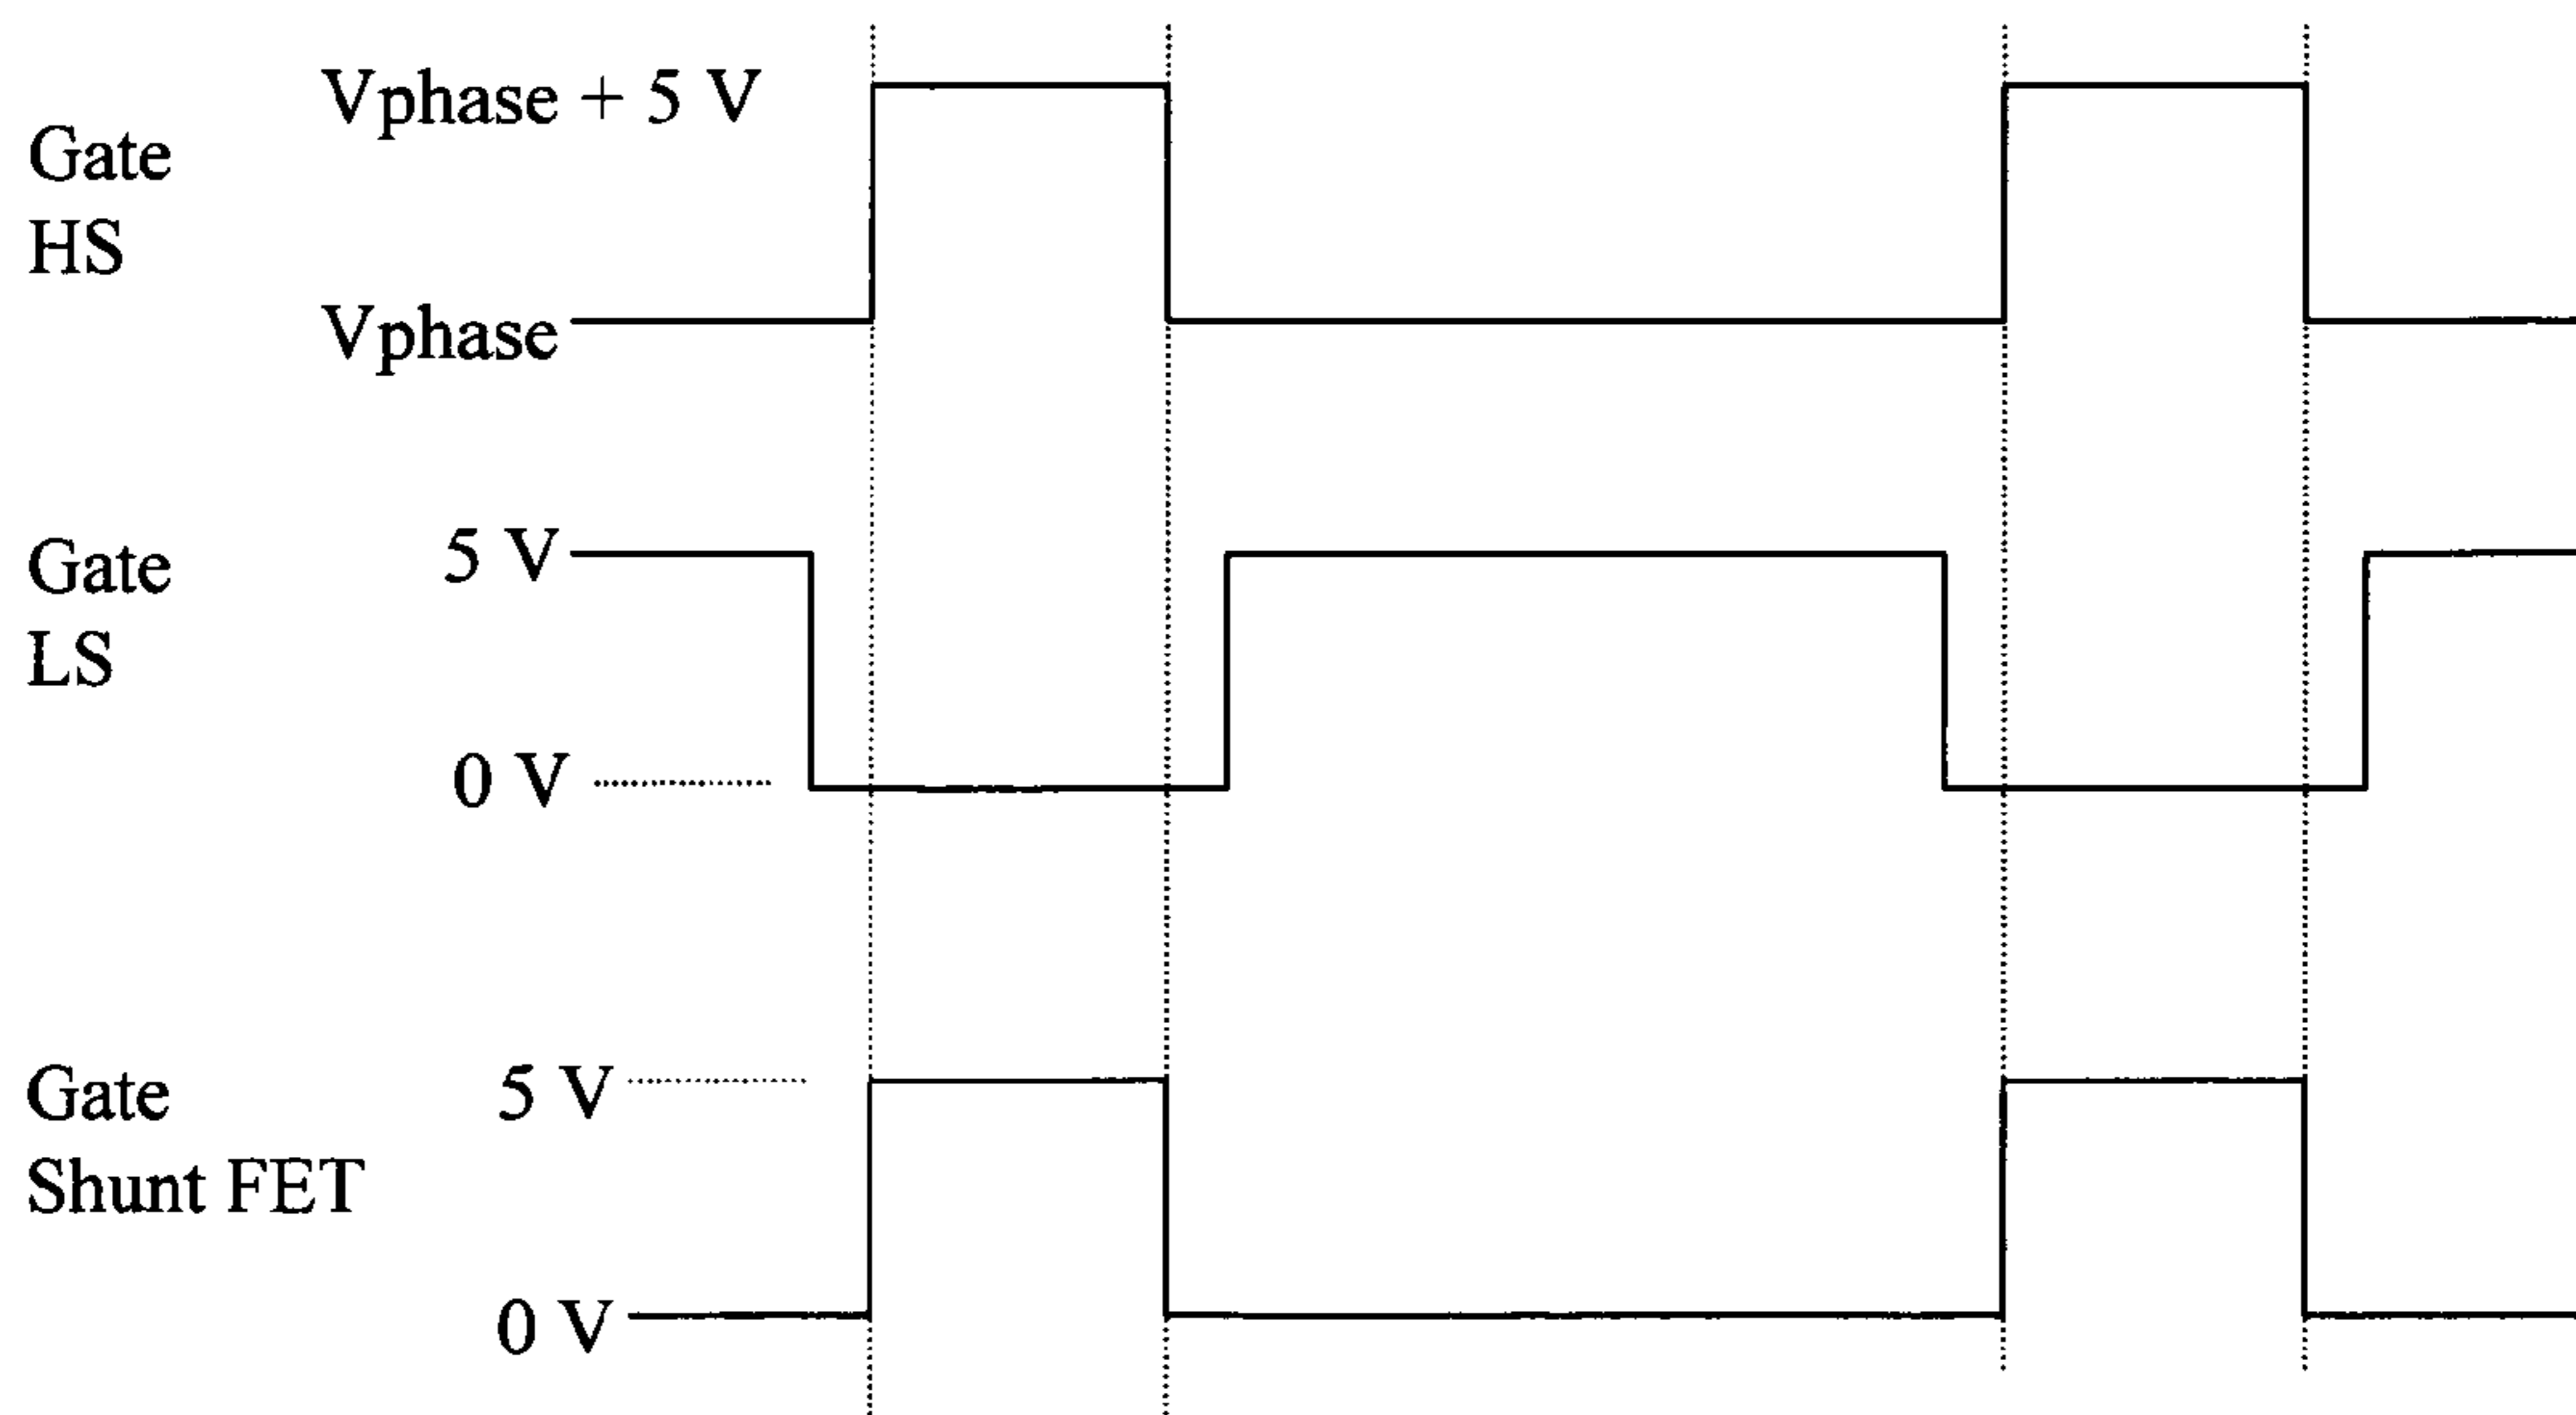 Vphase + 5 V
Gate
HS
Vphase
Gate
LS
5 V
0 V
Gate
Shunt FET
5 V
0 V